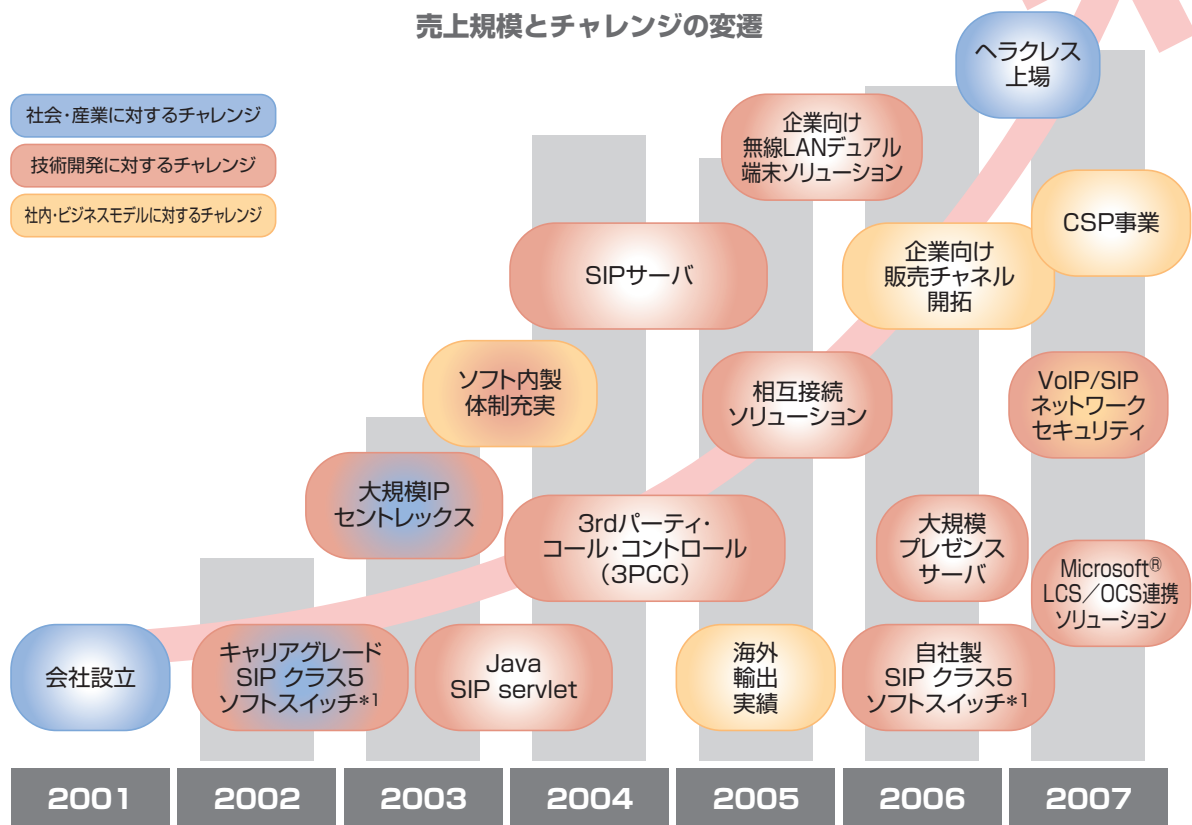 売上規模とチャレンジの変遷
社会・産業に対するチャレンジ
技術開発に対するチャレンジ
社内・ビジネスモデルに対するチャレンジ
ヘラクレス
上場
企業向け
無線LANデュアル
端末ソリューション
CSP事業
SIPサーバ
企業向け
販売チャネル
開拓
ソフト内製
体制充実
相互接続
ソリューション
VoIP/SIP
ネットワーク
セキュリティ
大規模IP
セントレックス
3rdパーティ・
コール・コントロール
(3PCC)
大規模
プレゼンス
サーバ
Microsoft®
LCS／OCS連携
ソリューション
会社設立
キャリアグレード
SIP クラス5
ソフトスイッチ*1
Java
SIP servlet
海外
輸出
実績
自社製
SIP クラス5
ソフトスイッチ*1
2001
2002
2003
2004
2005
2006
2007